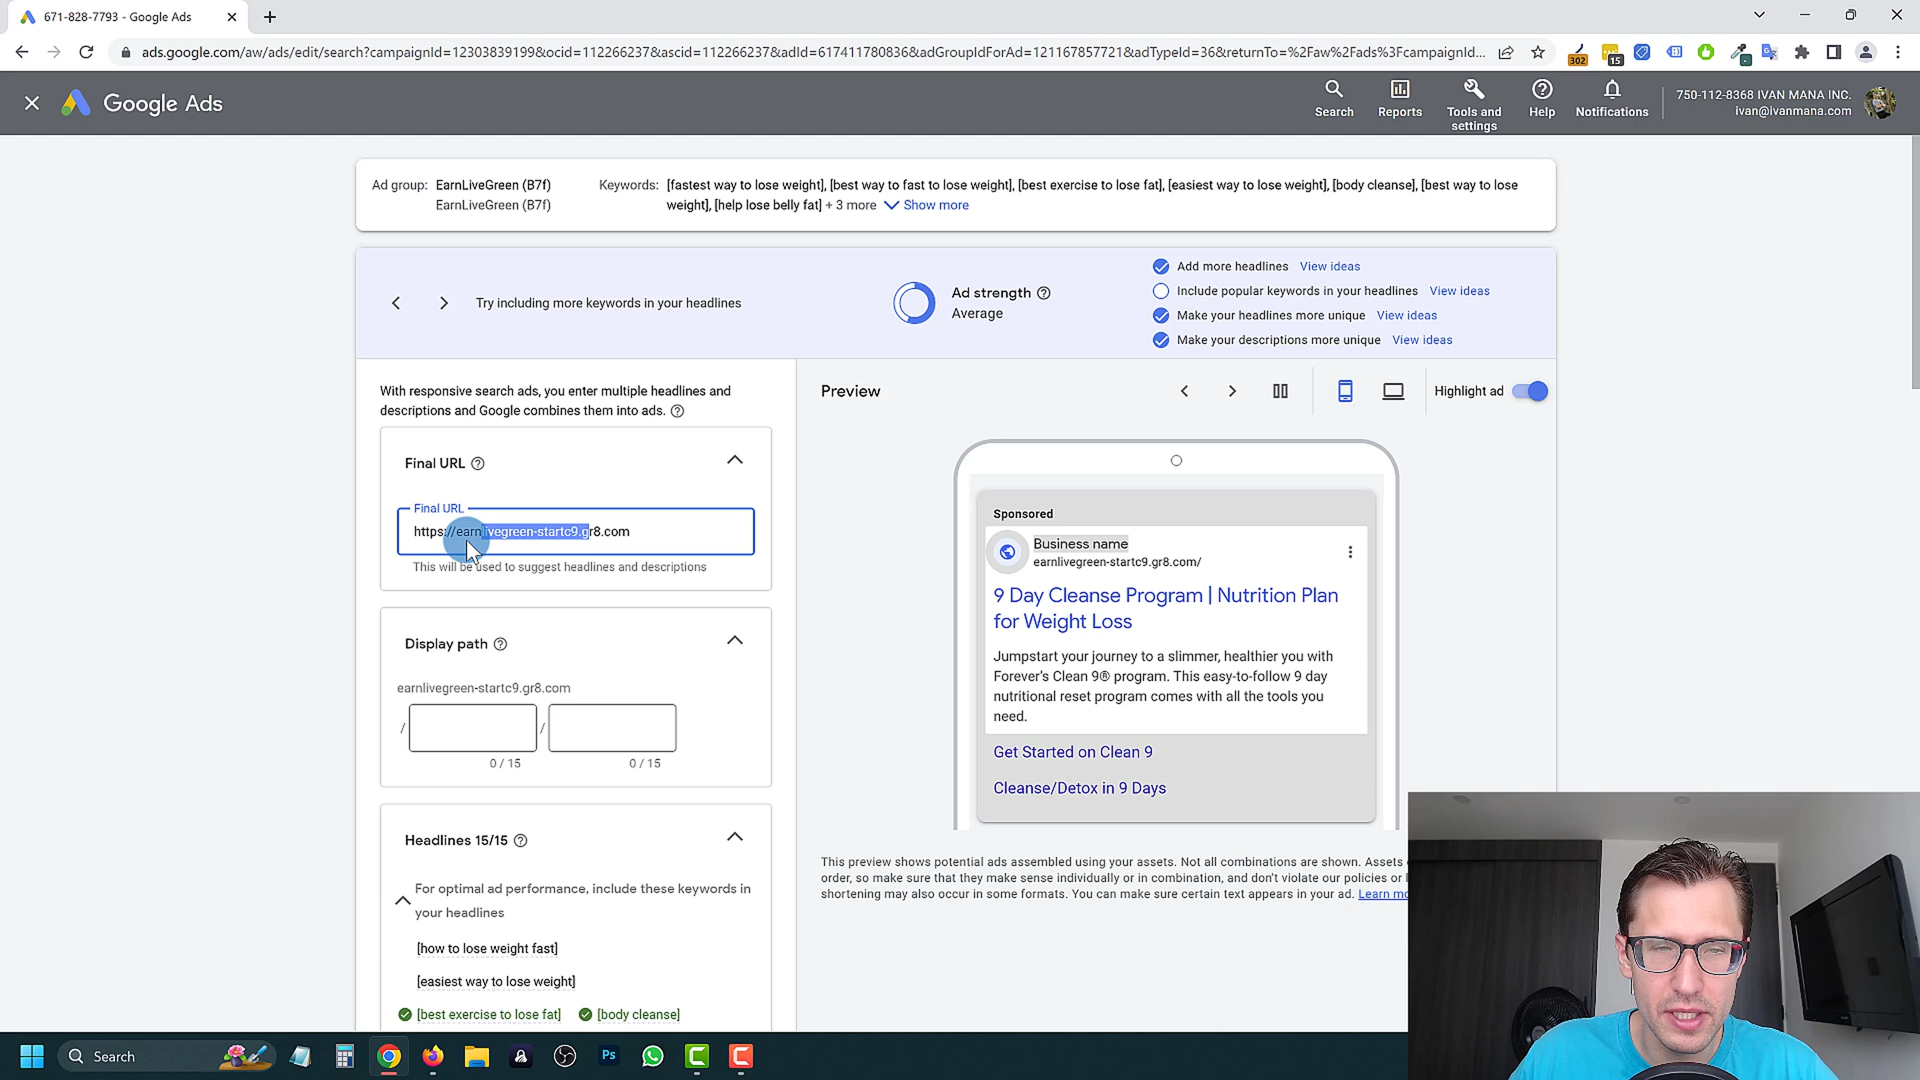 671-828-7793 - Google Ads
ads.google.com/aw/ads/edit/search?campaignId=12303839199&ocid=112266237&ascid=112266237&adId=617411780836&adGroupIdForAd=121167857721&adTypeId=36&returnTo=%2Faw%2Fads%3FcampaignId...
302
15
Google Ads
Search
Reports
Tools and settings
Help
Notifications
750-112-8368 IVAN MANA INC.
ivan@ivanmana.com
Ad group: EarnLiveGreen (B7f)
EarnLiveGreen (B7f)
Keywords: [fastest way to lose weight], [best way to fast to lose weight], [best exercise to lose fat], [easiest way to lose weight], [body cleanse], [best way to lose
weight], [help lose belly fat] + 3 more Show more
Try including more keywords in your headlines
Ad strength
Average
Add more headlines View ideas
Include popular keywords in your headlines View ideas
Make your headlines more unique View ideas
Make your descriptions more unique View ideas
With responsive search ads, you enter multiple headlines and
descriptions and Google combines them into ads.
Final URL
Final URL
https://earnlivegreen-startc9.gr8.com
This will be used to suggest headlines and descriptions
Display path
earnlivegreen-startc9.gr8.com
/ /
0 / 15 0 / 15
Headlines 15/15
For optimal ad performance, include these keywords in
your headlines
[how to lose weight fast]
[easiest way to lose weight]
[best exercise to lose fat] [body cleanse]
Preview
Highlight ad
Sponsored
Business name
earnlivegreen-startc9.gr8.com/
9 Day Cleanse Program | Nutrition Plan
for Weight Loss
Jumpstart your journey to a slimmer, healthier you with
Forever's Clean 9® program. This easy-to-follow 9 day
nutritional reset program comes with all the tools you
need.
Get Started on Clean 9
Cleanse/Detox in 9 Days
This preview shows potential ads assembled using your assets. Not all combinations are shown. Assets
order, so make sure that they make sense individually or in combination, and don't violate our policies or
shortening may also occur in some formats. You can make sure certain text appears in your ad. Learn
Search
Ps